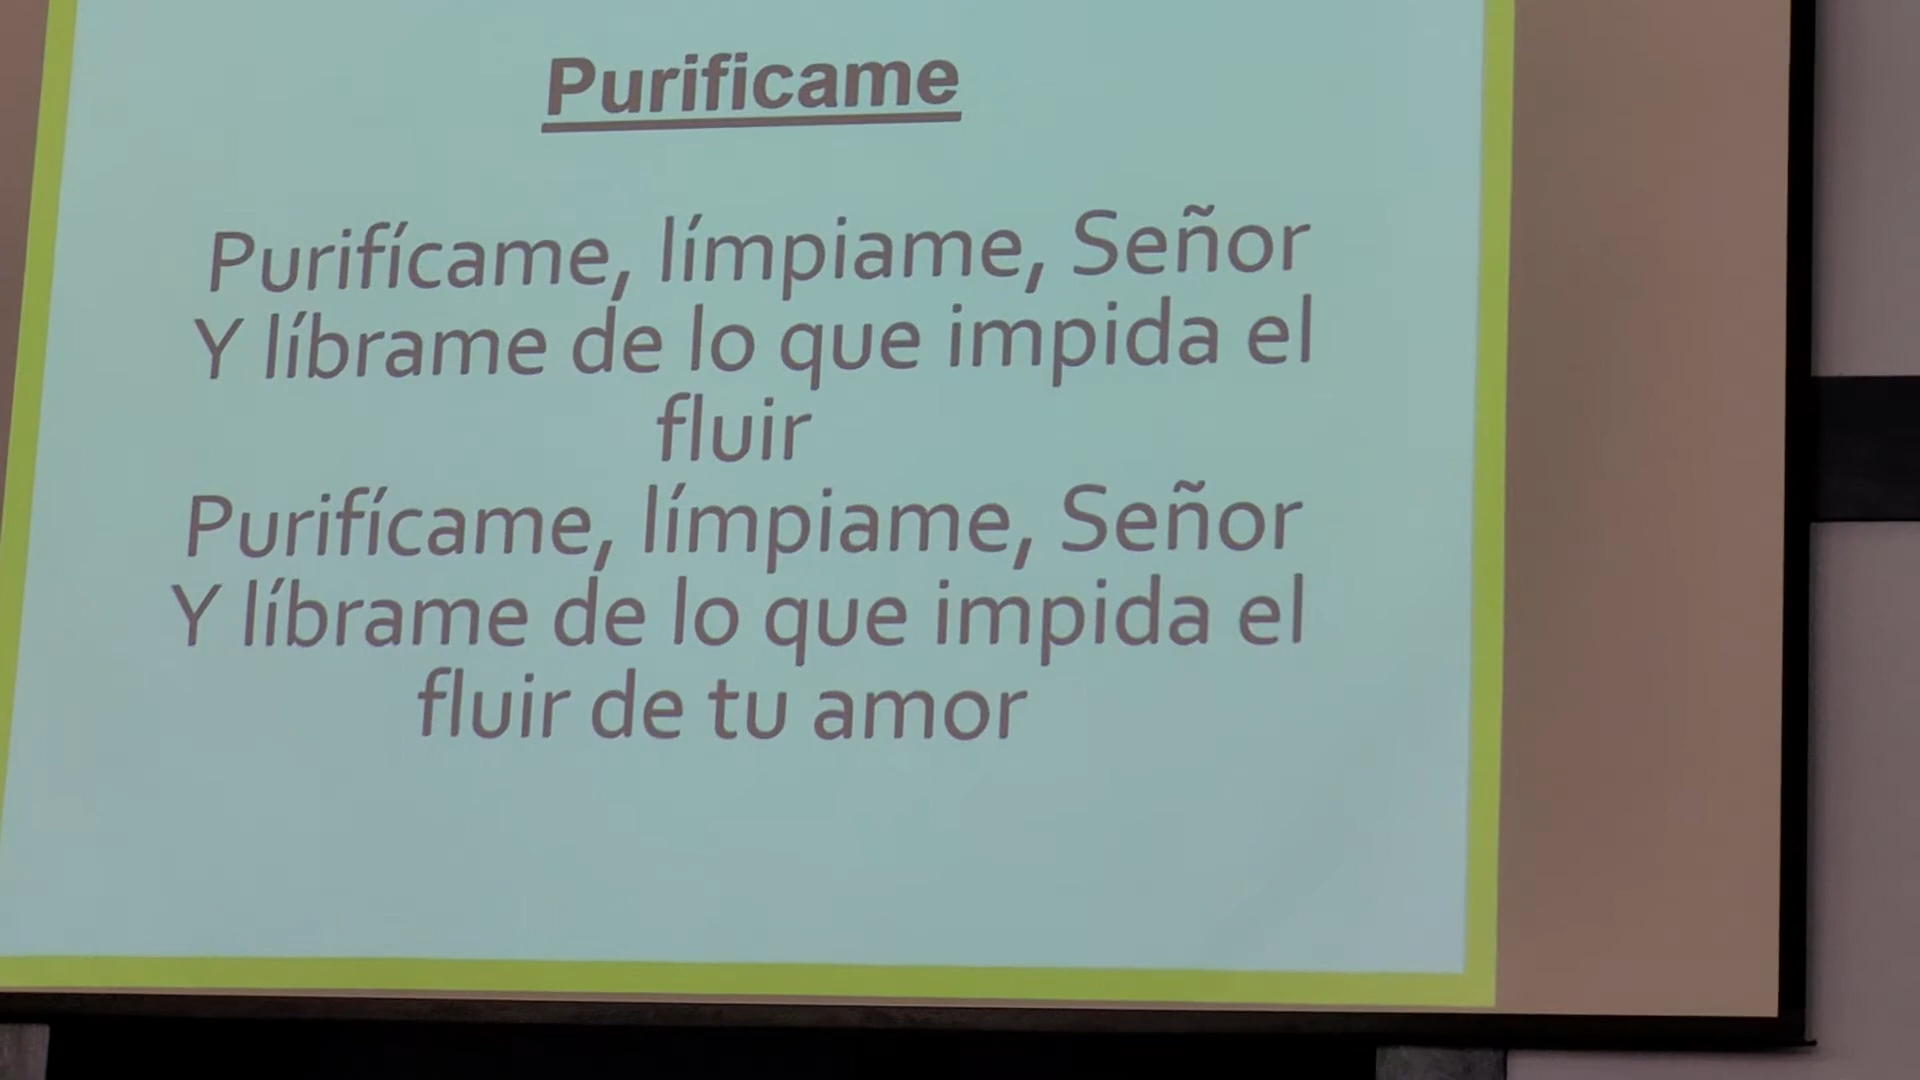 Purificame
Purifícame, límpiame, Señor
Y líbrame de lo que impida el
fluir
Purifícame, límpiame, Señor
Y líbrame de lo que impida el
fluir de tu amor